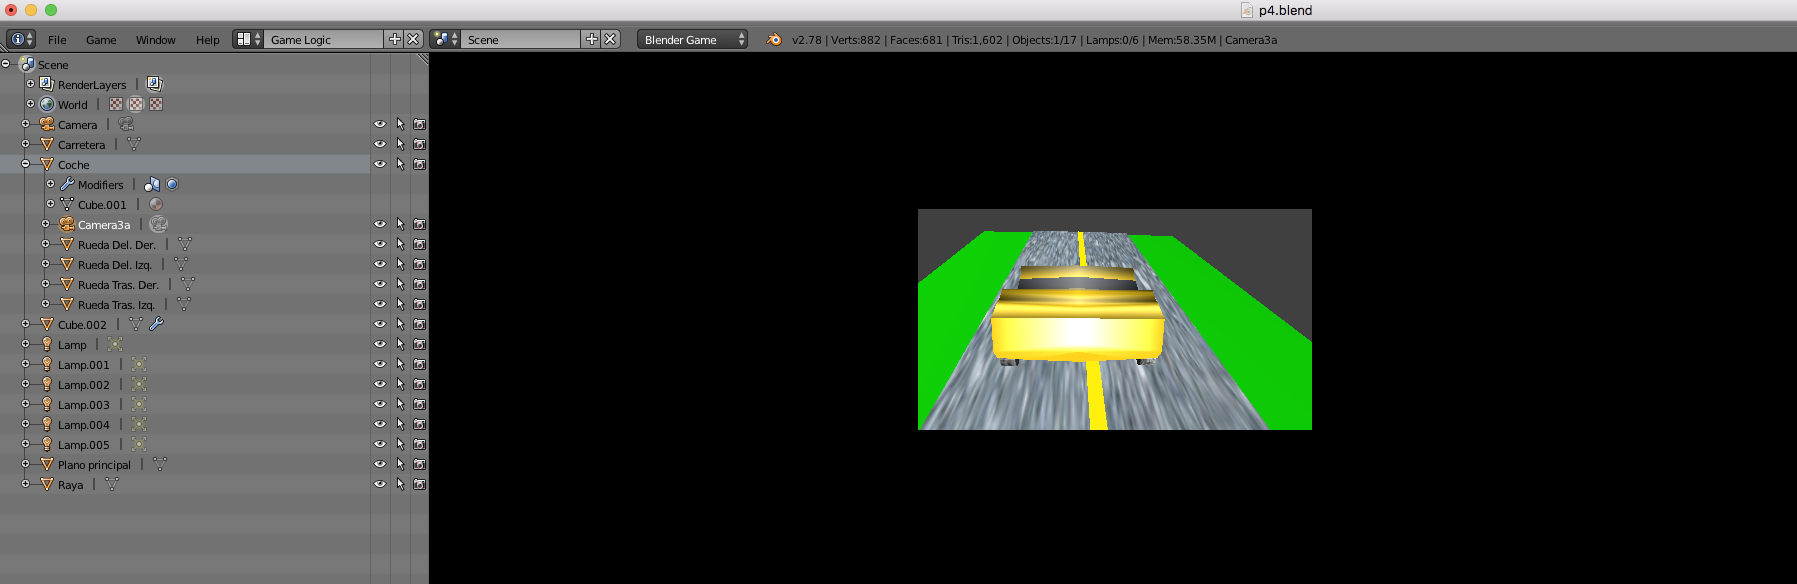 p4.blend
File Game Window Help Game Logic Scene Blender Game v2.78 | Verts:882 | Faces:681 | Tris:1,602 | Objects:1/17 | Lamps:0/6 | Mem:58.35M | Camera3a
Scene
RenderLayers |
World |
Camera |
Carretera |
Coche
Modifiers |
Cube.001 |
Camera3a |
Rueda Del. Der. |
Rueda Del. Izq. |
Rueda Tras. Der. |
Rueda Tras. Izq. |
Cube.002 |
Lamp |
Lamp.001 |
Lamp.002 |
Lamp.003 |
Lamp.004 |
Lamp.005 |
Plano principal |
Raya |